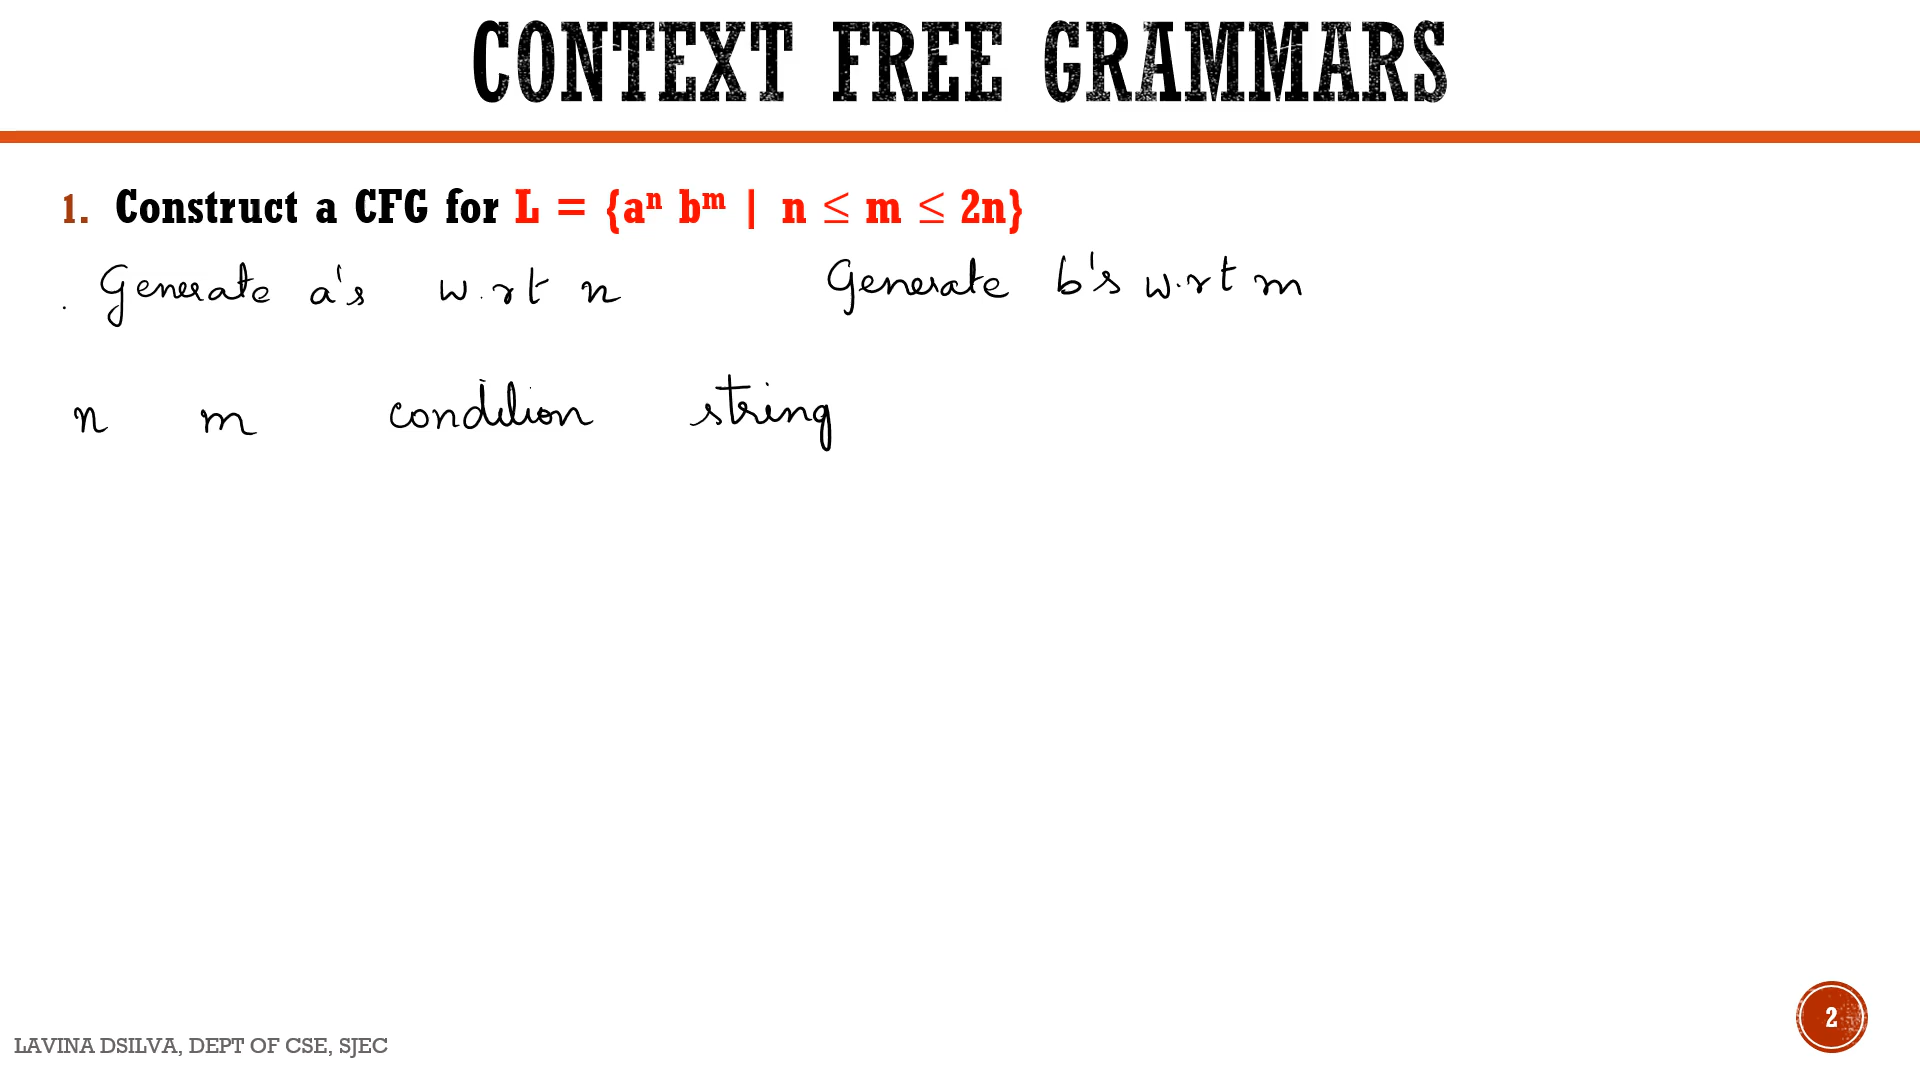 CONTEXT FREE GRAMMARS
1. Construct a CFG for L = {aⁿ bᵐ | n ≤ m ≤ 2n}
Generate a's w.r.t n Generate b's w.r.t m
n m condition string
2
LAVINA DSILVA, DEPT OF CSE, SJEC